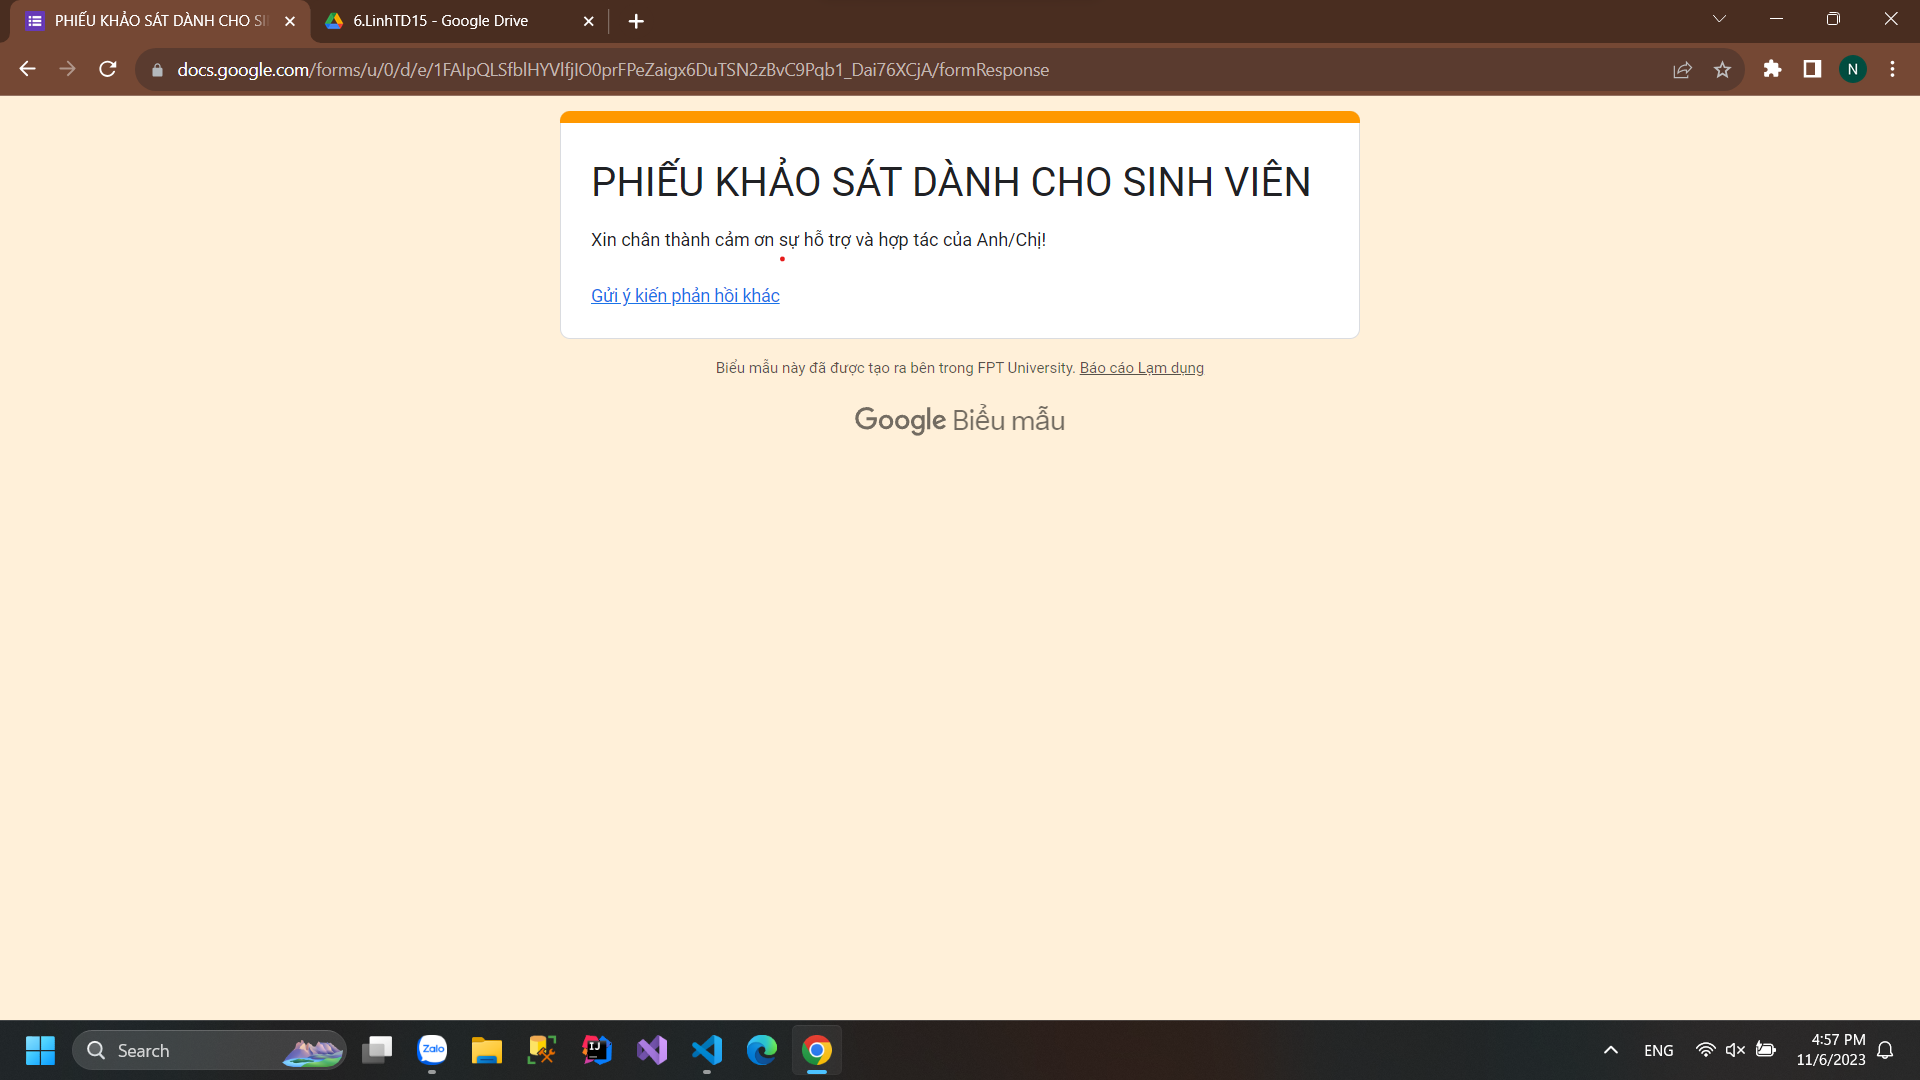 PHIẾU KHẢO SÁT DÀNH CHO SI
6.LinhTD15 - Google Drive
docs.google.com/forms/u/0/d/e/1FAIpQLSfblHYVlfjIO0prFPeZaigx6DuTSN2zBvC9Pqb1_Dai76XCjA/formResponse
N
PHIẾU KHẢO SÁT DÀNH CHO SINH VIÊN
Xin chân thành cảm ơn sự hỗ trợ và hợp tác của Anh/Chị!
Gửi ý kiến phản hồi khác
Biểu mẫu này đã được tạo ra bên trong FPT University. Báo cáo Lạm dụng
Google Biểu mẫu
Search
Zalo
IJ
ENG
4:57 PM
11/6/2023